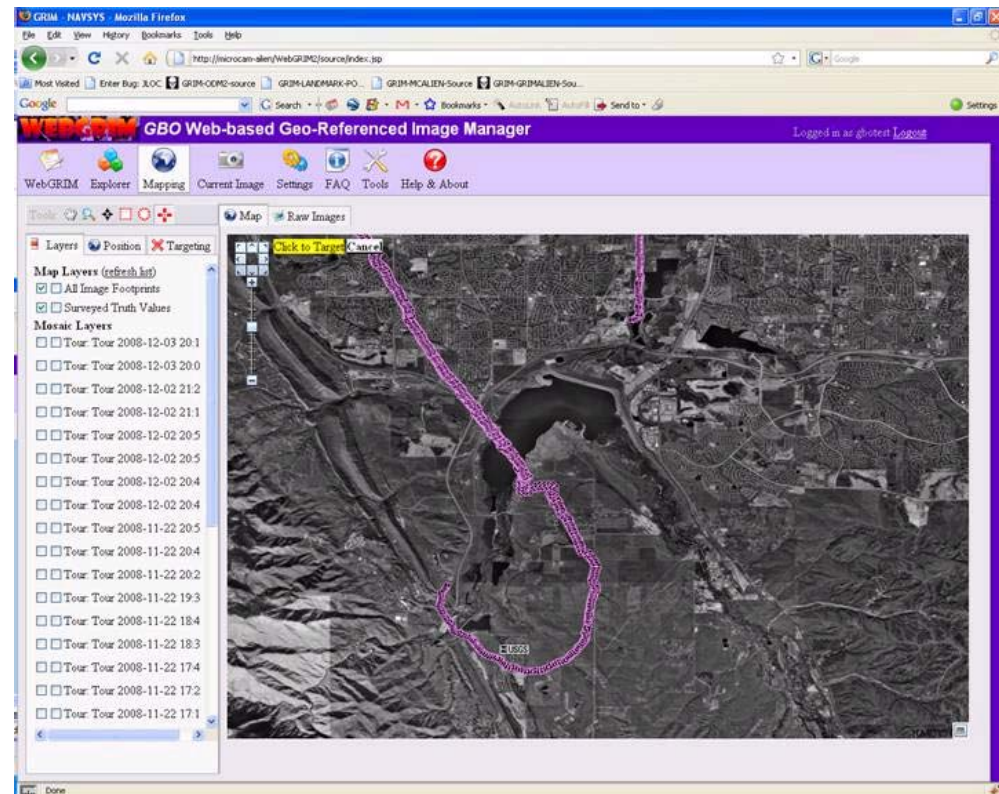 GRIM - NAVSYS - Mozilla Firefox
File Edit View History Bookmarks Tools Help
http://microcam-alien/WebGRIM2/source/index.jsp
Google
Most Visited Enter Bug: JLOC GRIM-ODM2-source GRIM-LANDMARK-PO... GRIM-MCALIEN-Source GRIM-GRIMALIEN-Sou...
Google Search Bookmarks AutoLink AutoFill Send to Settings
WEBGRIM GBO Web-based Geo-Referenced Image Manager Logged in as gbotest Logout
WebGRIM Explorer Mapping Current Image Settings FAQ Tools Help & About
Tools: Map Raw Images
Layers Position Targeting Click to Target Cancel
Map Layers (refresh list)
All Image Footprints
Surveyed Truth Values
Mosaic Layers
Tour: Tour 2008-12-03 20:1
Tour: Tour 2008-12-03 20:0
Tour: Tour 2008-12-02 21:2
Tour: Tour 2008-12-02 21:1
Tour: Tour 2008-12-02 20:5
Tour: Tour 2008-12-02 20:5
Tour: Tour 2008-12-02 20:4
Tour: Tour 2008-12-02 20:4
Tour: Tour 2008-11-22 20:5
Tour: Tour 2008-11-22 20:4
Tour: Tour 2008-11-22 20:2
Tour: Tour 2008-11-22 19:3
Tour: Tour 2008-11-22 18:4
Tour: Tour 2008-11-22 18:3
Tour: Tour 2008-11-22 17:4
Tour: Tour 2008-11-22 17:2
Tour: Tour 2008-11-22 17:1
USGS
Done